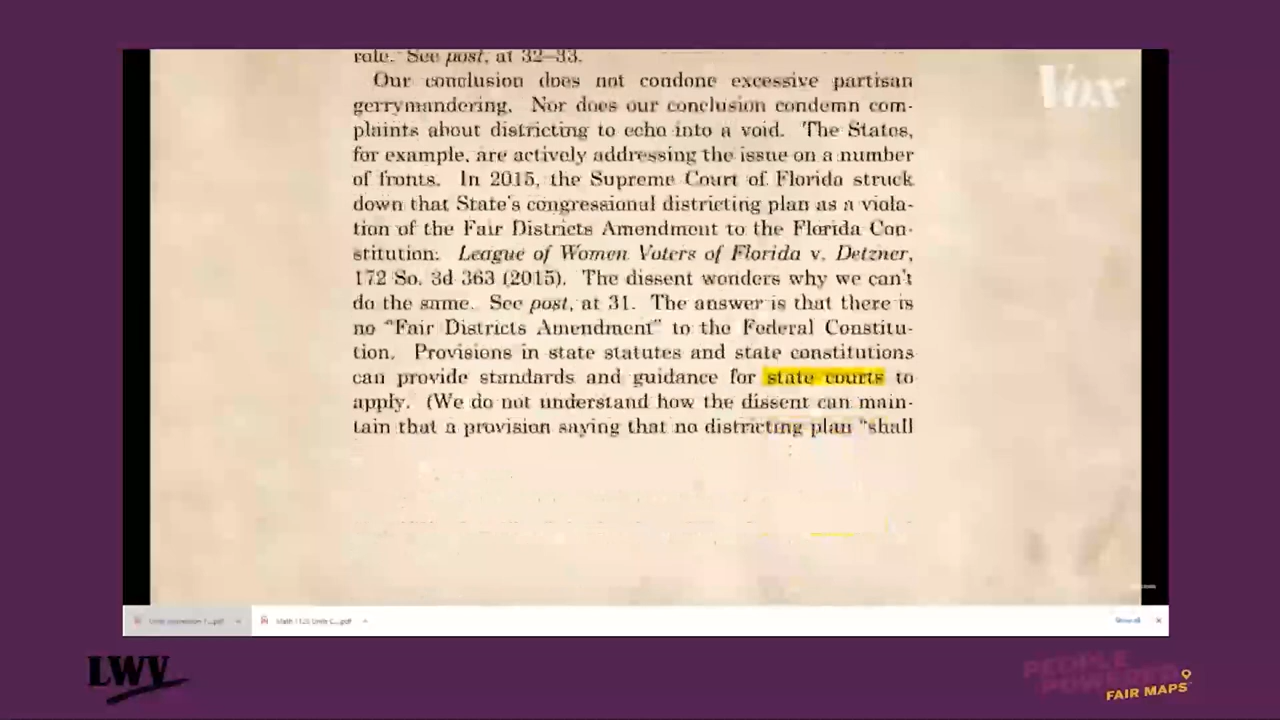 role. See post, at 32–33.
Our conclusion does not condone excessive partisan
gerrymandering. Nor does our conclusion condemn com-
plaints about districting to echo into a void. The States,
for example, are actively addressing the issue on a number
of fronts. In 2015, the Supreme Court of Florida struck
down that State's congressional districting plan as a viola-
tion of the Fair Districts Amendment to the Florida Con-
stitution. League of Women Voters of Florida v. Detzner,
172 So. 3d 363 (2015). The dissent wonders why we can't
do the same. See post, at 31. The answer is that there is
no "Fair Districts Amendment" to the Federal Constitu-
tion. Provisions in state statutes and state constitutions
can provide standards and guidance for state courts to
apply. (We do not understand how the dissent can main-
tain that a provision saying that no districting plan "shall
Vox
Math 1125 Unit C....pdf
Show all
LWV
PEOPLE
POWERED
FAIR MAPS